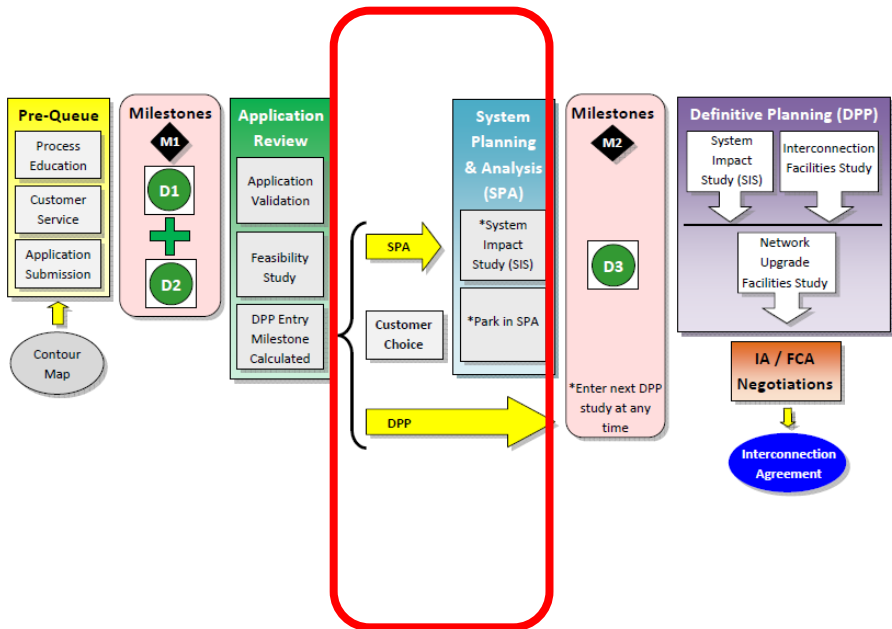 Pre-Queue
Process
Education
Customer
Service
Application
Submission
Contour
Map
Milestones
M1
D1
D2
Application
Review
Application
Validation
Feasibility
Study
DPP Entry
Milestone
Calculated
SPA
Customer
Choice
DPP
System
Planning
& Analysis
(SPA)
*System
Impact
Study (SIS)
*Park in SPA
Milestones
M2
D3
*Enter next DPP
study at any
time
Definitive Planning (DPP)
System
Impact
Study (SIS)
Interconnection
Facilities Study
Network
Upgrade
Facilities Study
IA / FCA
Negotiations
Interconnection
Agreement